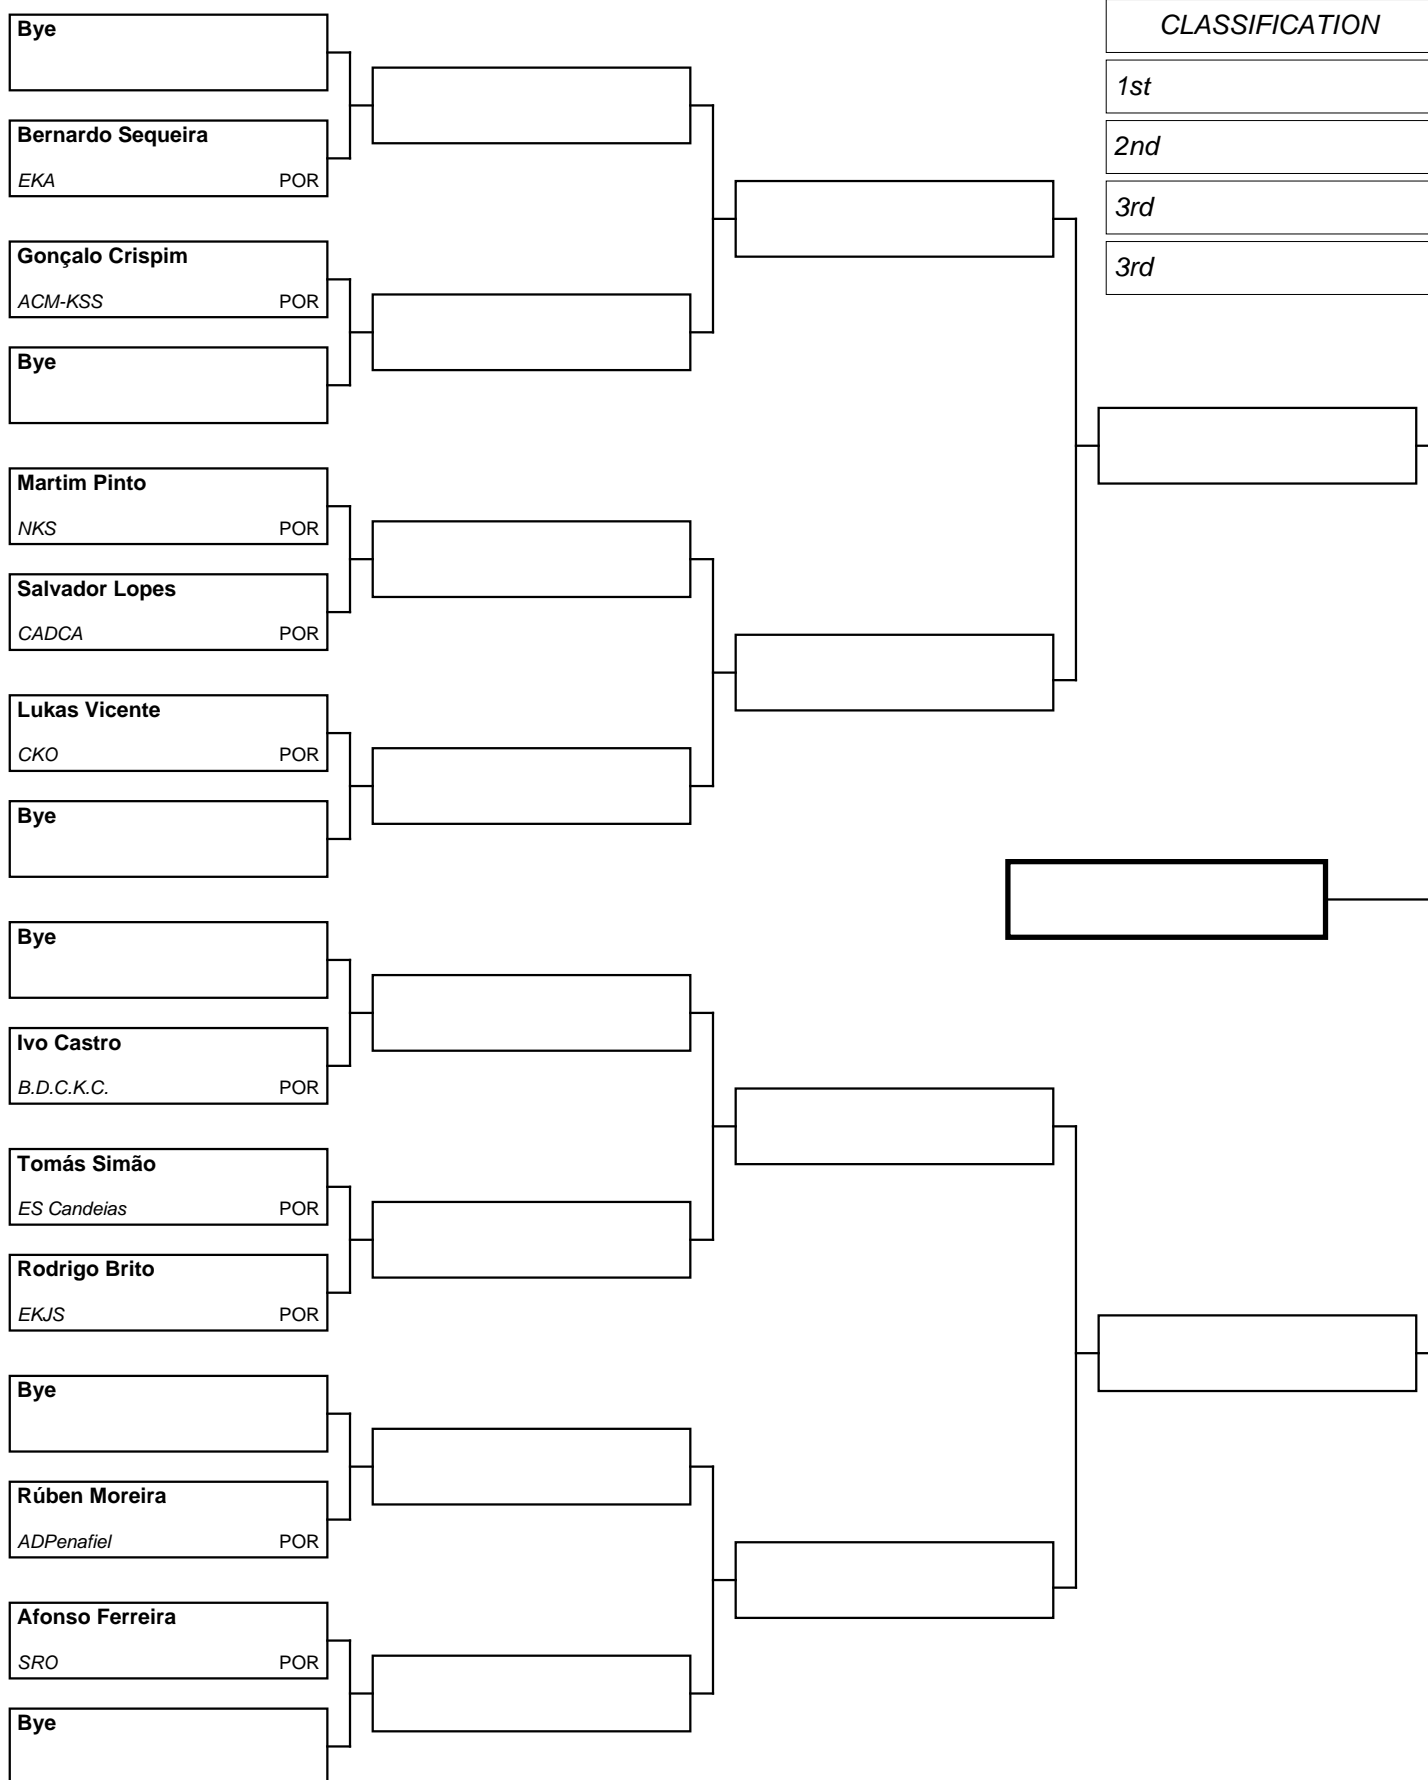 Bye
Bernardo Sequeira
EKA POR
Gonçalo Crispim
ACM-KSS POR
Bye
Martim Pinto
NKS POR
Salvador Lopes
CADCA POR
Lukas Vicente
CKO POR
Bye
Bye
Ivo Castro
B.D.C.K.C. POR
Tomás Simão
ES Candeias POR
Rodrigo Brito
EKJS POR
Bye
Rúben Moreira
ADPenafiel POR
Afonso Ferreira
SRO POR
Bye
CLASSIFICATION
1st
2nd
3rd
3rd